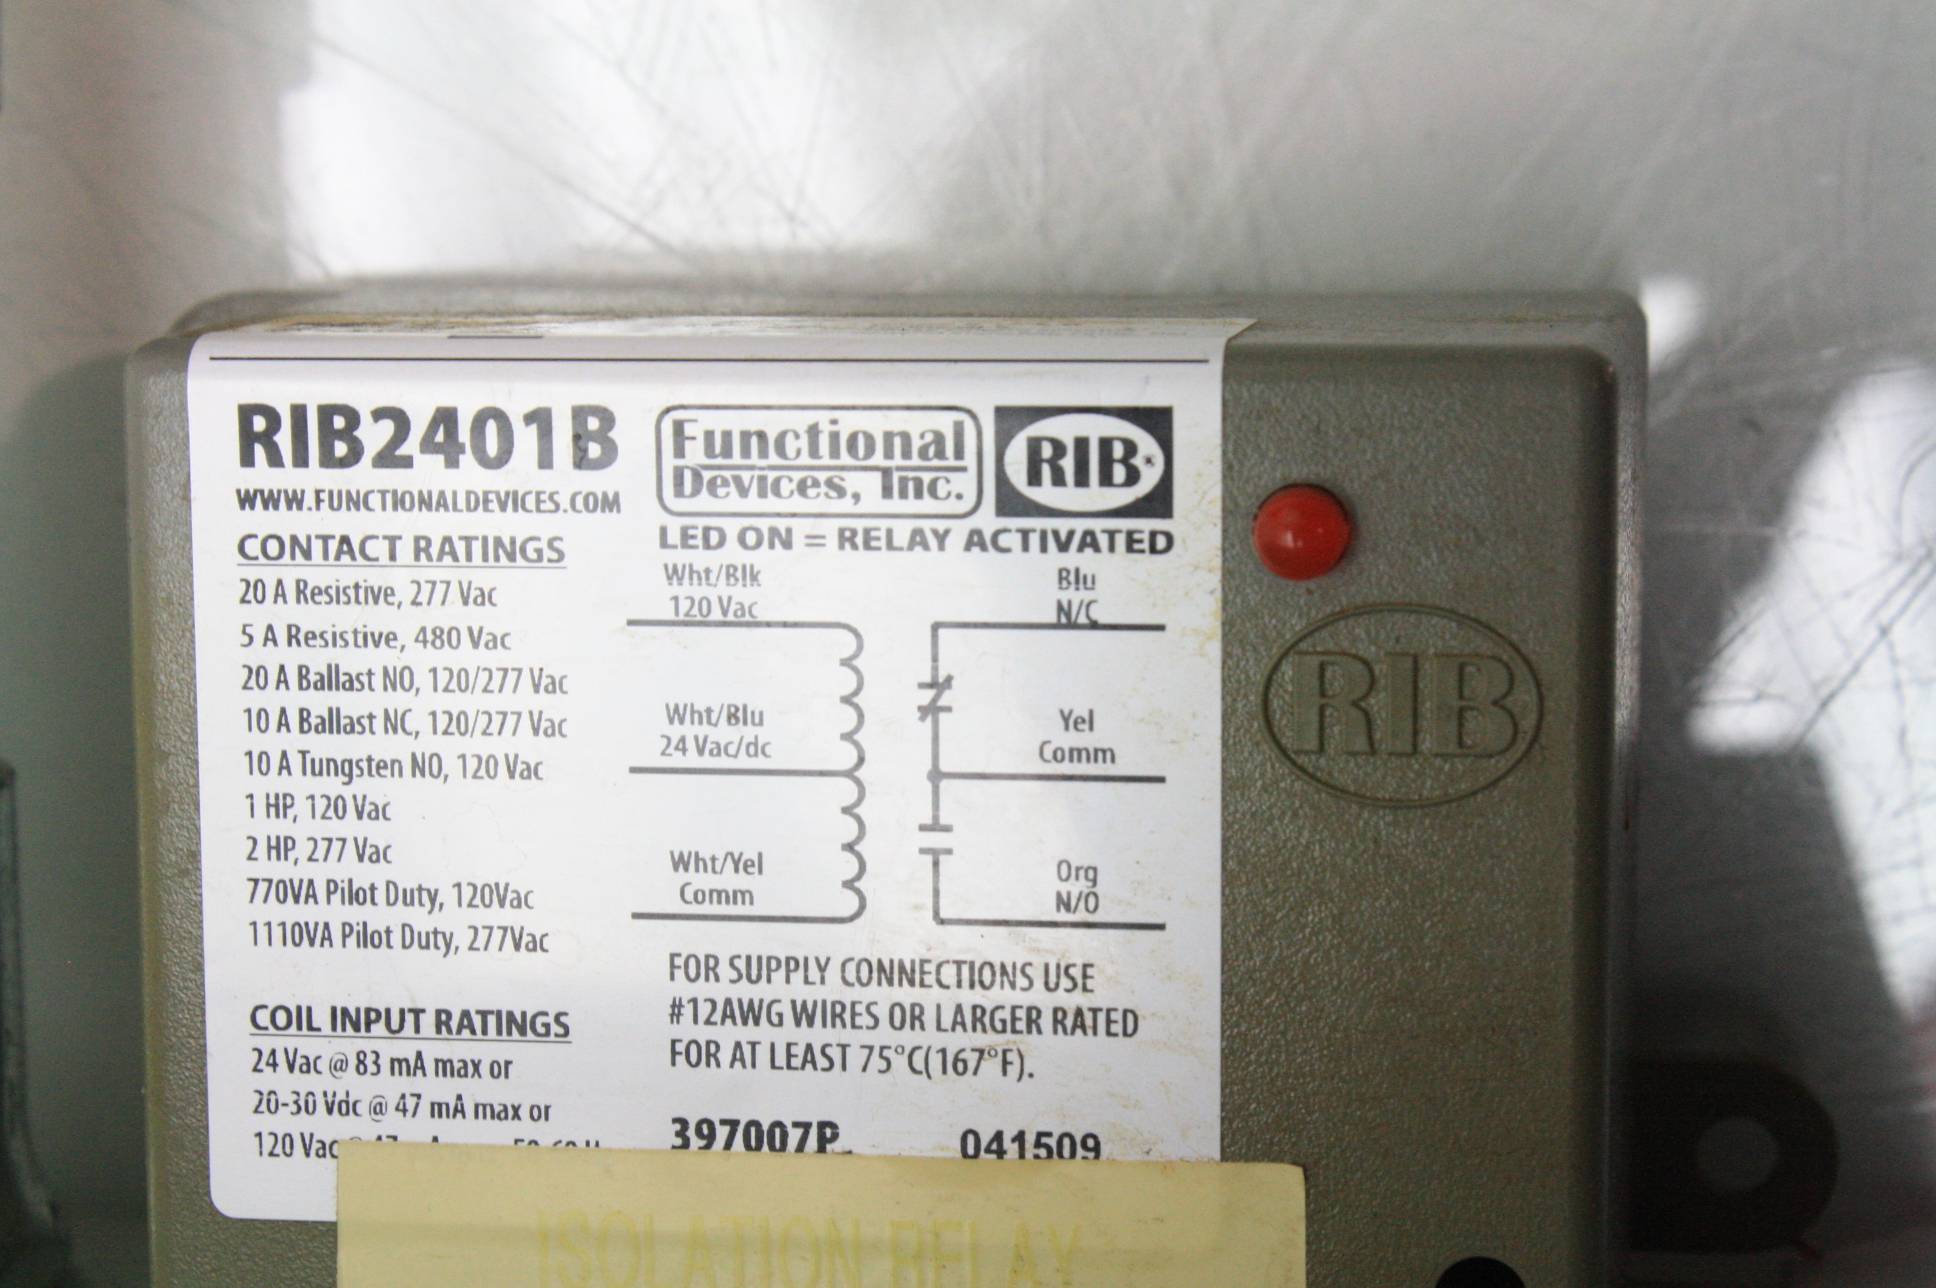 RIB2401B
WWW.FUNCTIONALDEVICES.COM
CONTACT RATINGS
20 A Resistive, 277 Vac
5 A Resistive, 480 Vac
20 A Ballast NO, 120/277 Vac
10 A Ballast NC, 120/277 Vac
10 A Tungsten NO, 120 Vac
1 HP, 120 Vac
2 HP, 277 Vac
770VA Pilot Duty, 120Vac
1110VA Pilot Duty, 277Vac
COIL INPUT RATINGS
24 Vac @ 83 mA max or
20-30 Vdc @ 47 mA max or
120 Vac
Functional
Devices, Inc.
RIB
LED ON = RELAY ACTIVATED
Wht/Blk
120 Vac
Blu
N/C
Wht/Blu
24 Vac/dc
Yel
Comm
Wht/Yel
Comm
Org
N/O
FOR SUPPLY CONNECTIONS USE
#12AWG WIRES OR LARGER RATED
FOR AT LEAST 75°C(167°F).
397007P
041509
RIB
ISOLATION RELAY